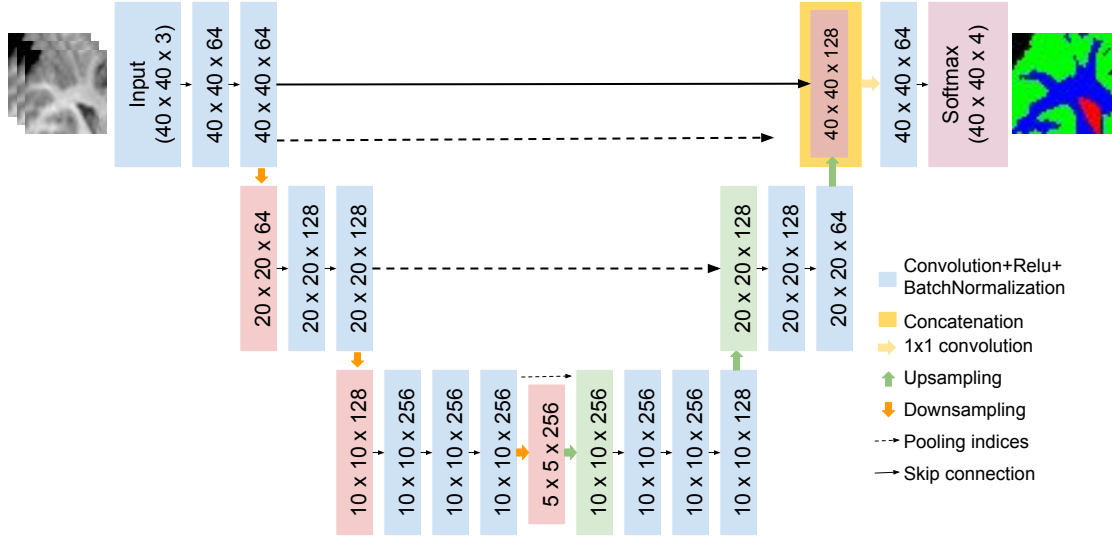 Input
(40 x 40 x 3)
40 x 40 x 64
40 x 40 x 64
40 x 40 x 128
40 x 40 x 64
Softmax
(40 x 40 x 4)
20 x 20 x 64
20 x 20 x 128
20 x 20 x 128
20 x 20 x 128
20 x 20 x 128
20 x 20 x 64
10 x 10 x 128
10 x 10 x 256
10 x 10 x 256
10 x 10 x 256
5 x 5 x 256
10 x 10 x 256
10 x 10 x 256
10 x 10 x 256
10 x 10 x 128
Convolution+Relu+
BatchNormalization
Concatenation
1x1 convolution
Upsampling
Downsampling
Pooling indices
Skip connection